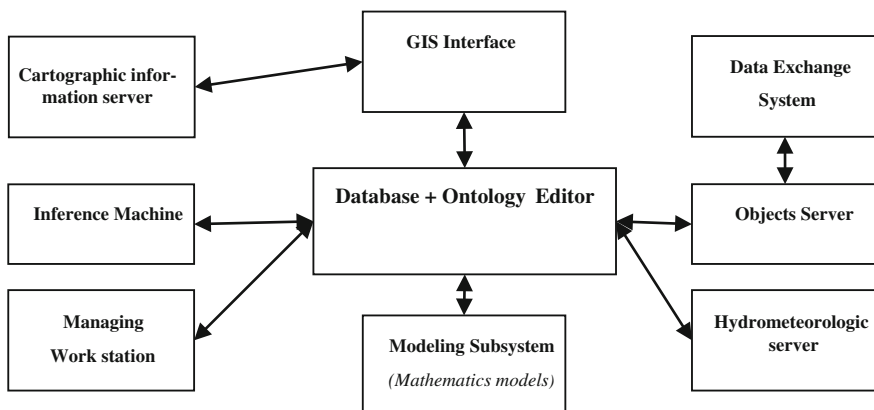 GIS Interface
Cartographic infor-
mation server
Data Exchange
System
Database + Ontology Editor
Inference Machine
Objects Server
Managing
Work station
Modeling Subsystem
(Mathematics models)
Hydrometeorologic
server